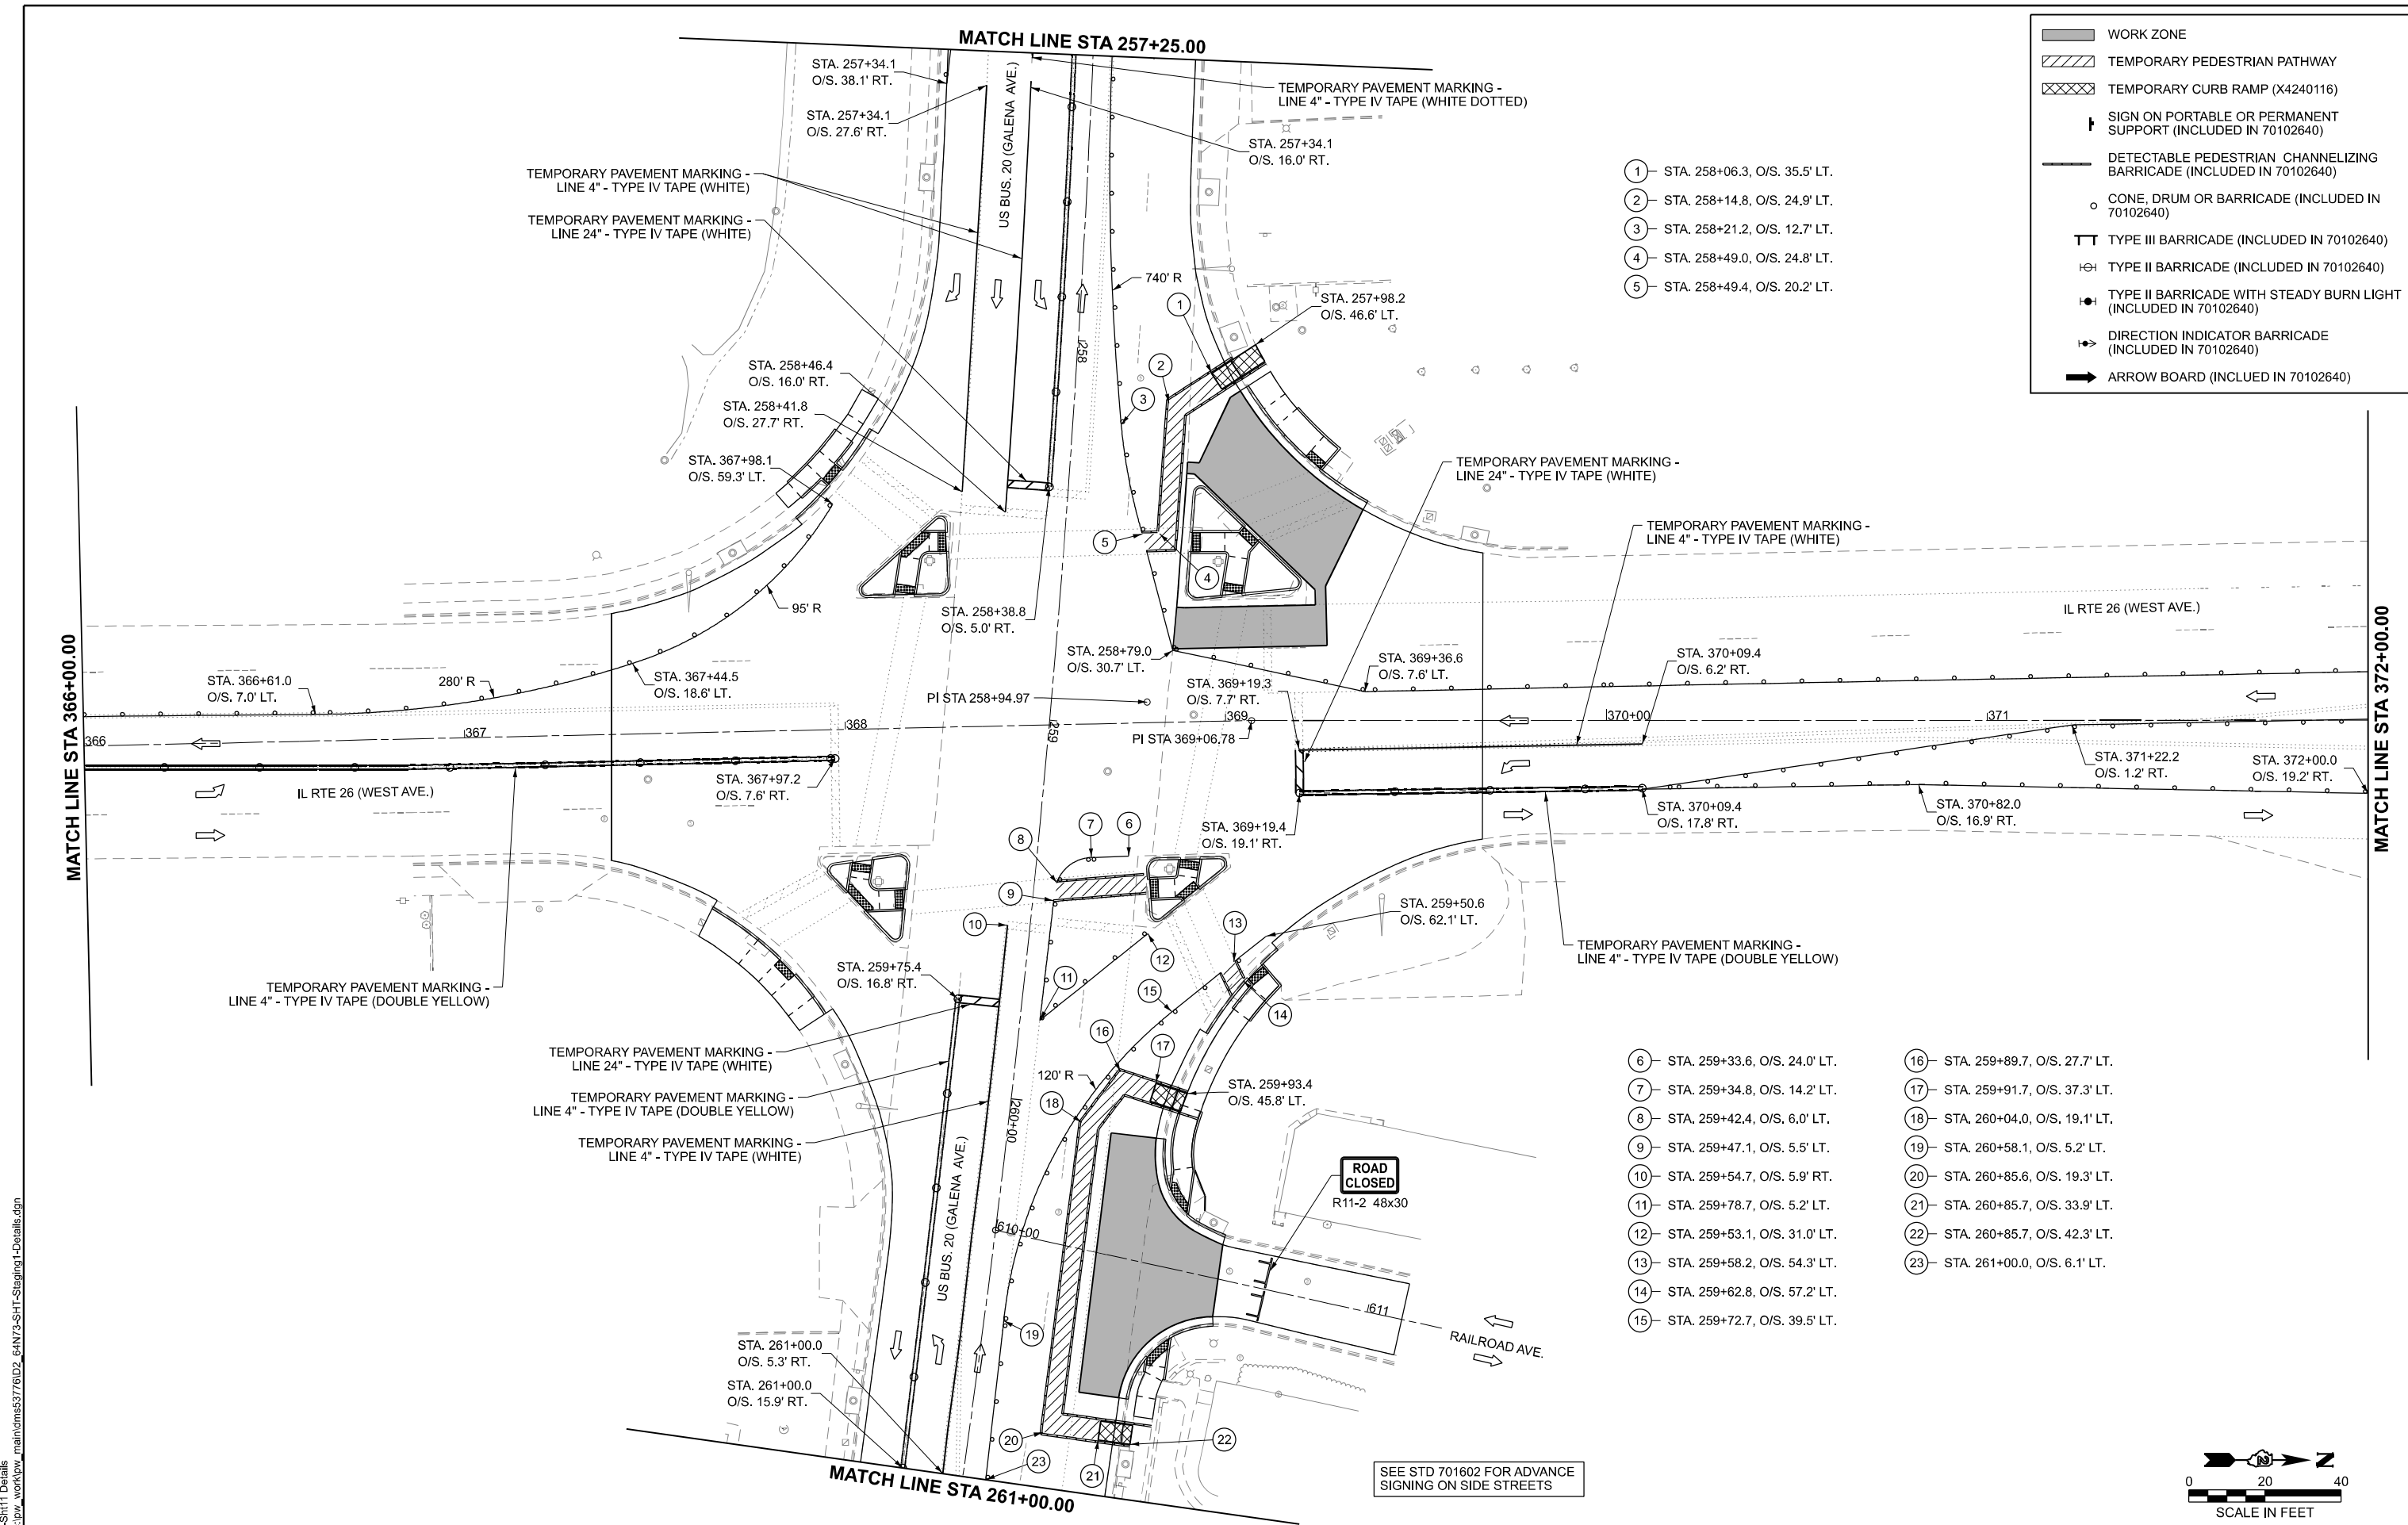 MATCH LINE STA 257+25.00
STA. 257+34.1
O/S. 38.1' RT.
STA. 257+34.1
O/S. 27.6' RT.
US BUS. 20 (GALENA AVE.)
TEMPORARY PAVEMENT MARKING -
LINE 4" - TYPE IV TAPE (WHITE DOTTED)
STA. 257+34.1
O/S. 16.0' RT.
TEMPORARY PAVEMENT MARKING -
LINE 4" - TYPE IV TAPE (WHITE)
TEMPORARY PAVEMENT MARKING -
LINE 24" - TYPE IV TAPE (WHITE)
740' R
258
1
STA. 257+98.2
O/S. 46.6' LT.
2
3
STA. 258+46.4
O/S. 16.0' RT.
STA. 258+41.8
O/S. 27.7' RT.
STA. 367+98.1
O/S. 59.3' LT.
5
4
WORK ZONE
TEMPORARY PEDESTRIAN PATHWAY
TEMPORARY CURB RAMP (X4240116)
SIGN ON PORTABLE OR PERMANENT
SUPPORT (INCLUDED IN 70102640)
DETECTABLE PEDESTRIAN CHANNELIZING
BARRICADE (INCLUDED IN 70102640)
CONE, DRUM OR BARRICADE (INCLUDED IN
70102640)
TYPE III BARRICADE (INCLUDED IN 70102640)
TYPE II BARRICADE (INCLUDED IN 70102640)
TYPE II BARRICADE WITH STEADY BURN LIGHT
(INCLUDED IN 70102640)
DIRECTION INDICATOR BARRICADE
(INCLUDED IN 70102640)
ARROW BOARD (INCLUED IN 70102640)
1 STA. 258+06.3, O/S. 35.5' LT.
2 STA. 258+14.8, O/S. 24.9' LT.
3 STA. 258+21.2, O/S. 12.7' LT.
4 STA. 258+49.0, O/S. 24.8' LT.
5 STA. 258+49.4, O/S. 20.2' LT.
TEMPORARY PAVEMENT MARKING -
LINE 24" - TYPE IV TAPE (WHITE)
TEMPORARY PAVEMENT MARKING -
LINE 4" - TYPE IV TAPE (WHITE)
95' R
STA. 258+38.8
O/S. 5.0' RT.
IL RTE 26 (WEST AVE.)
MATCH LINE STA 366+00.00
MATCH LINE STA 372+00.00
STA. 366+61.0
O/S. 7.0' LT.
280' R
STA. 367+44.5
O/S. 18.6' LT.
STA. 258+79.0
O/S. 30.7' LT.
PI STA 258+94.97
STA. 369+19.3
O/S. 7.7' RT.
STA. 369+36.6
O/S. 7.6' LT.
STA. 370+09.4
O/S. 6.2' RT.
366
367
368
259
369
370+00
371
PI STA 369+06.78
IL RTE 26 (WEST AVE.)
STA. 367+97.2
O/S. 7.6' RT.
STA. 369+19.4
O/S. 19.1' RT.
STA. 370+09.4
O/S. 17.8' RT.
STA. 370+82.0
O/S. 16.9' RT.
STA. 371+22.2
O/S. 1.2' RT.
STA. 372+00.0
O/S. 19.2' RT.
8
7
6
9
10
STA. 259+50.6
O/S. 62.1' LT.
13
12
TEMPORARY PAVEMENT MARKING -
LINE 4" - TYPE IV TAPE (DOUBLE YELLOW)
TEMPORARY PAVEMENT MARKING -
LINE 4" - TYPE IV TAPE (DOUBLE YELLOW)
STA. 259+75.4
O/S. 16.8' RT.
11
15
14
16
17
TEMPORARY PAVEMENT MARKING -
LINE 24" - TYPE IV TAPE (WHITE)
TEMPORARY PAVEMENT MARKING -
LINE 4" - TYPE IV TAPE (DOUBLE YELLOW)
TEMPORARY PAVEMENT MARKING -
LINE 4" - TYPE IV TAPE (WHITE)
120' R
18
STA. 259+93.4
O/S. 45.8' LT.
260+00
US BUS. 20 (GALENA AVE.)
610+00
ROAD
CLOSED
R11-2 48x30
611
RAILROAD AVE.
19
STA. 261+00.0
O/S. 5.3' RT.
STA. 261+00.0
O/S. 15.9' RT.
20
23
21
22
MATCH LINE STA 261+00.00
6 STA. 259+33.6, O/S. 24.0' LT.
7 STA. 259+34.8, O/S. 14.2' LT.
8 STA. 259+42.4, O/S. 6.0' LT.
9 STA. 259+47.1, O/S. 5.5' LT.
10 STA. 259+54.7, O/S. 5.9' RT.
11 STA. 259+78.7, O/S. 5.2' LT.
12 STA. 259+53.1, O/S. 31.0' LT.
13 STA. 259+58.2, O/S. 54.3' LT.
14 STA. 259+62.8, O/S. 57.2' LT.
15 STA. 259+72.7, O/S. 39.5' LT.
16 STA. 259+89.7, O/S. 27.7' LT.
17 STA. 259+91.7, O/S. 37.3' LT.
18 STA. 260+04.0, O/S. 19.1' LT.
19 STA. 260+58.1, O/S. 5.2' LT.
20 STA. 260+85.6, O/S. 19.3' LT.
21 STA. 260+85.7, O/S. 33.9' LT.
22 STA. 260+85.7, O/S. 42.3' LT.
23 STA. 261+00.0, O/S. 6.1' LT.
SEE STD 701602 FOR ADVANCE
SIGNING ON SIDE STREETS
N
0 20 40
SCALE IN FEET